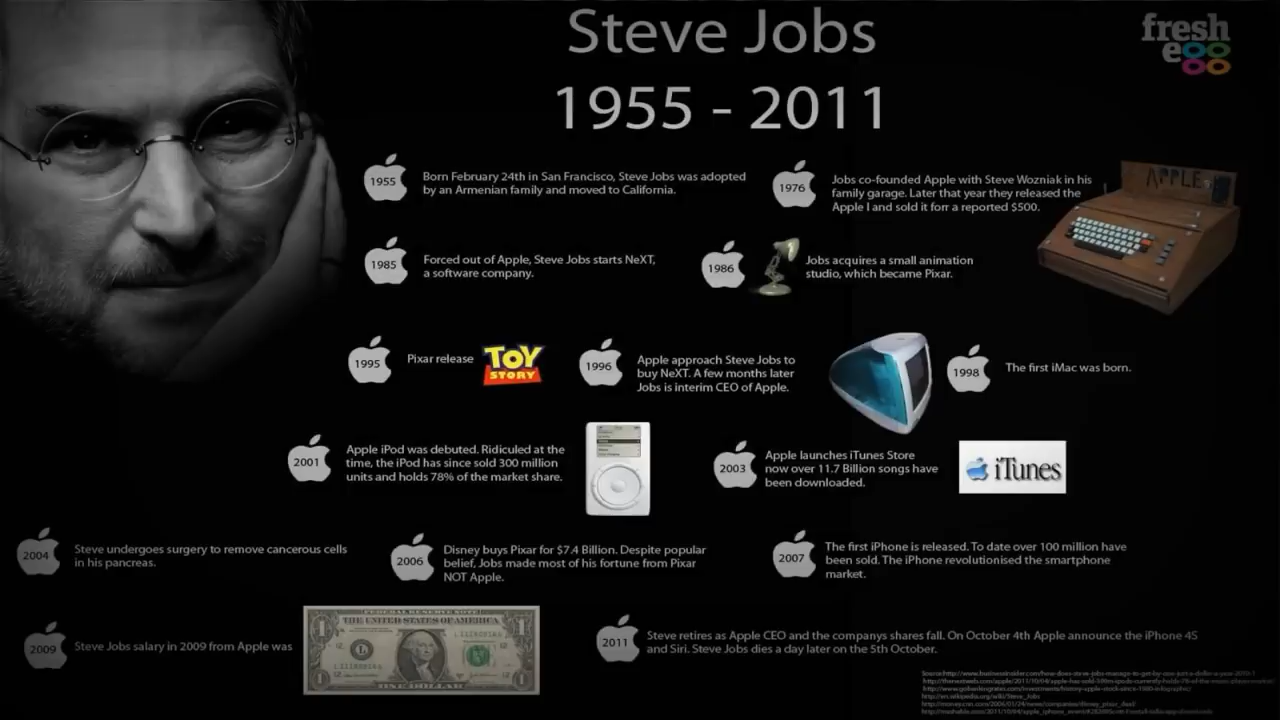 Steve Jobs
1955 - 2011
fresh
egg
1955
Born February 24th in San Francisco, Steve Jobs was adopted
by an Armenian family and moved to California.
1976
Jobs co-founded Apple with Steve Wozniak in his
family garage. Later that year they released the
Apple I and sold it forr a reported $500.
APPLE
1985
Forced out of Apple, Steve Jobs starts NeXT,
a software company.
1986
Jobs acquires a small animation
studio, which became Pixar.
1995
Pixar release
TOY
STORY
1996
Apple approach Steve Jobs to
buy NeXT. A few months later
Jobs is interim CEO of Apple.
1998
The first iMac was born.
2001
Apple iPod was debuted. Ridiculed at the
time, the iPod has since sold 300 million
units and holds 78% of the market share.
2003
Apple launches iTunes Store
now over 11.7 Billion songs have
been downloaded.
iTunes
2004
Steve undergoes surgery to remove cancerous cells
in his pancreas.
2006
Disney buys Pixar for $7.4 Billion. Despite popular
belief, Jobs made most of his fortune from Pixar
NOT Apple.
2007
The first iPhone is released. To date over 100 million have
been sold. The iPhone revolutionised the smartphone
market.
2009
Steve Jobs salary in 2009 from Apple was
FEDERAL RESERVE NOTE
THE UNITED STATES OF AMERICA
ONE DOLLAR
2011
Steve retires as Apple CEO and the companys shares fall. On October 4th Apple announce the iPhone 4S
and Siri. Steve Jobs dies a day later on the 5th October.
http://en.wikipedia.org/wiki/Steve_Jobs